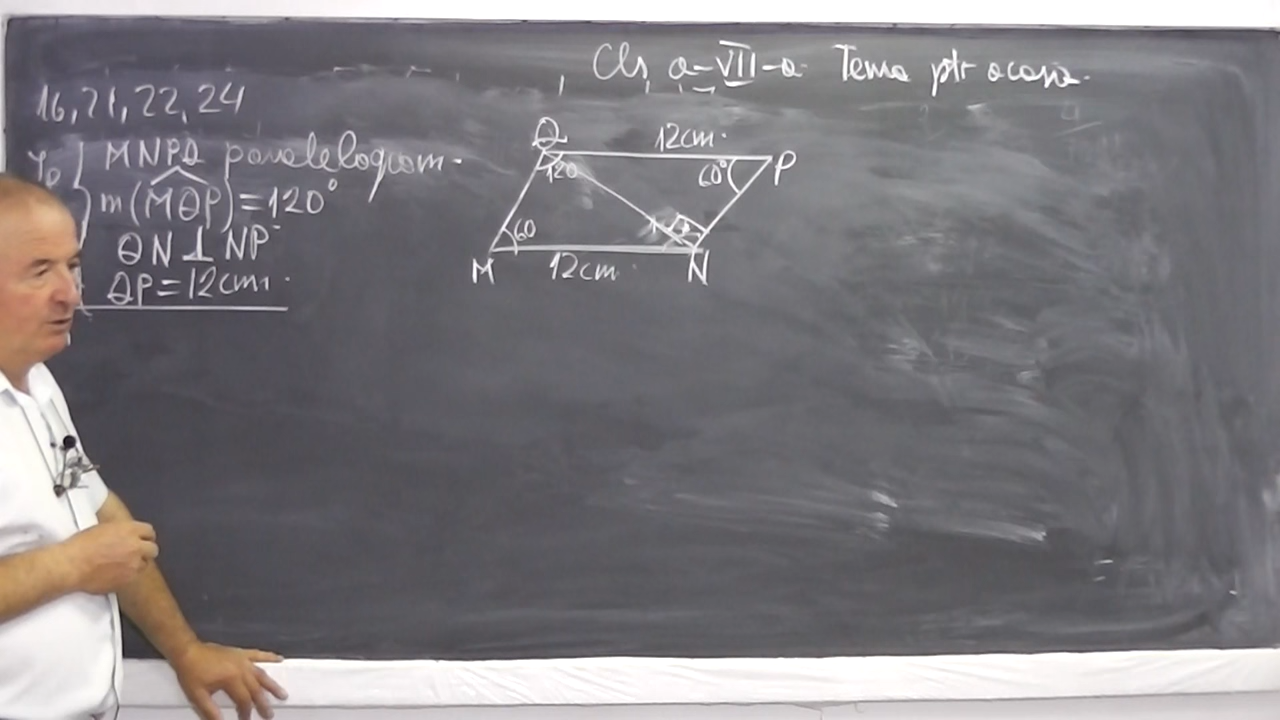 Cls a-VII-a Tema ptr acasa.
16, 21, 22, 24
MNPQ paralelogram.
m(MQP)=120°
QN ⊥ NP
QP=12cm.
Q 12cm. P
120 60°
60
M 12cm. N